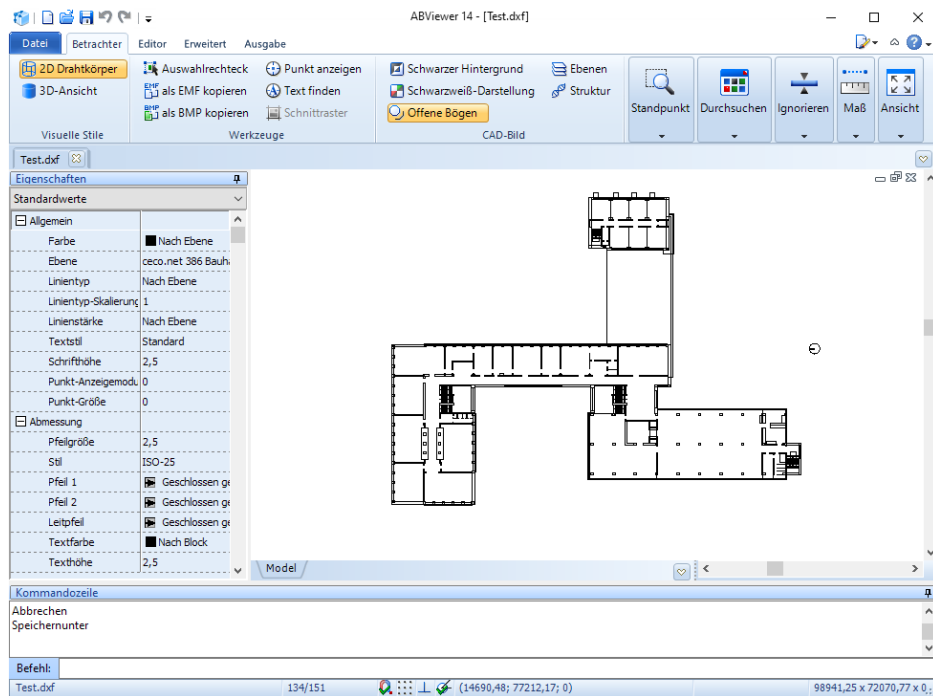 ABViewer 14 - [Test.dxf]
Datei Betrachter Editor Erweitert Ausgabe
2D Drahtkörper
3D-Ansicht
Visuelle Stile
Auswahlrechteck
EMF als EMF kopieren
BMP als BMP kopieren
Punkt anzeigen
Text finden
Schnittraster
Werkzeuge
Schwarzer Hintergrund
Schwarzweiß-Darstellung
Offene Bögen
Ebenen
Struktur
CAD-Bild
Standpunkt
Durchsuchen
Ignorieren
Maß
Ansicht
Test.dxf
Eigenschaften
Standardwerte
Allgemein
Farbe Nach Ebene
Ebene ceco.net 386 Bauh
Linientyp Nach Ebene
Linientyp-Skalierung 1
Linienstärke Nach Ebene
Textstil Standard
Schrifthöhe 2,5
Punkt-Anzeigemodu 0
Punkt-Größe 0
Abmessung
Pfeilgröße 2,5
Stil ISO-25
Pfeil 1 Geschlossen ge
Pfeil 2 Geschlossen ge
Leitpfeil Geschlossen ge
Textfarbe Nach Block
Texthöhe 2,5
Model
Kommandozeile
Abbrechen
Speichernunter
Befehl:
Test.dxf 134/151 (14690,48; 77212,17; 0) 98941,25 x 72070,77 x 0